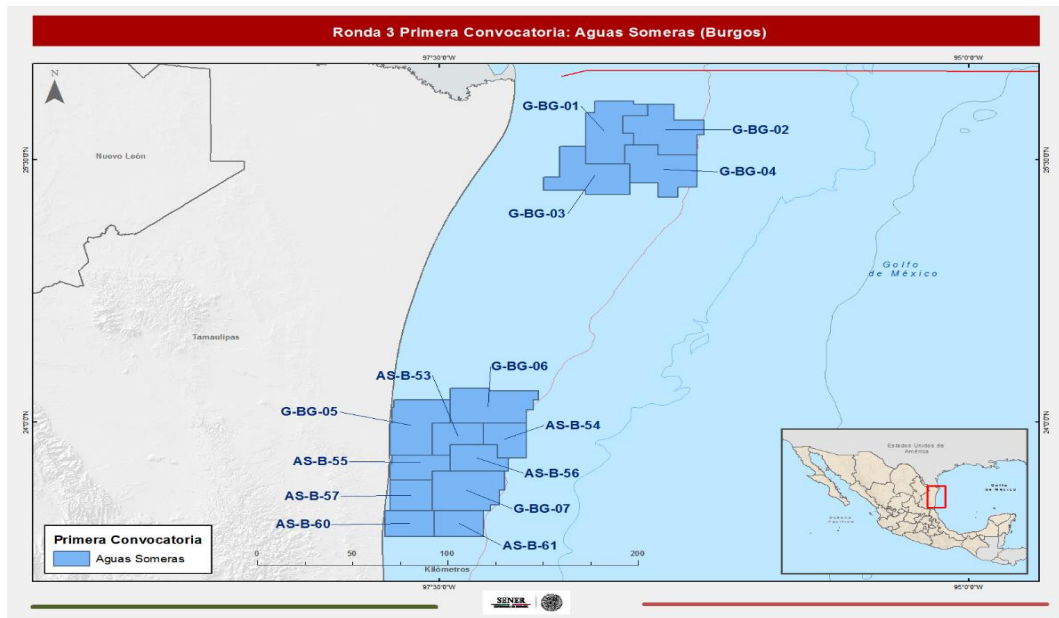 Ronda 3 Primera Convocatoria: Aguas Someras (Burgos)
97°30'0"W
95°0'0"W
N
G-BG-01
G-BG-02
Nuevo León
25°30'0"N
25°30'0"N
G-BG-04
G-BG-03
Golfo
de México
Tamaulipas
G-BG-06
AS-B-53
G-BG-05
AS-B-54
24°0'0"N
24°0'0"N
AS-B-55
AS-B-56
AS-B-57
G-BG-07
AS-B-60
AS-B-61
Primera Convocatoria
Aguas Someras
0
50
100
200
Kilómetros
Estados Unidos de
América
Golfo
de México
Océano
Pacífico
97°30'0"W
95°0'0"W
SENER